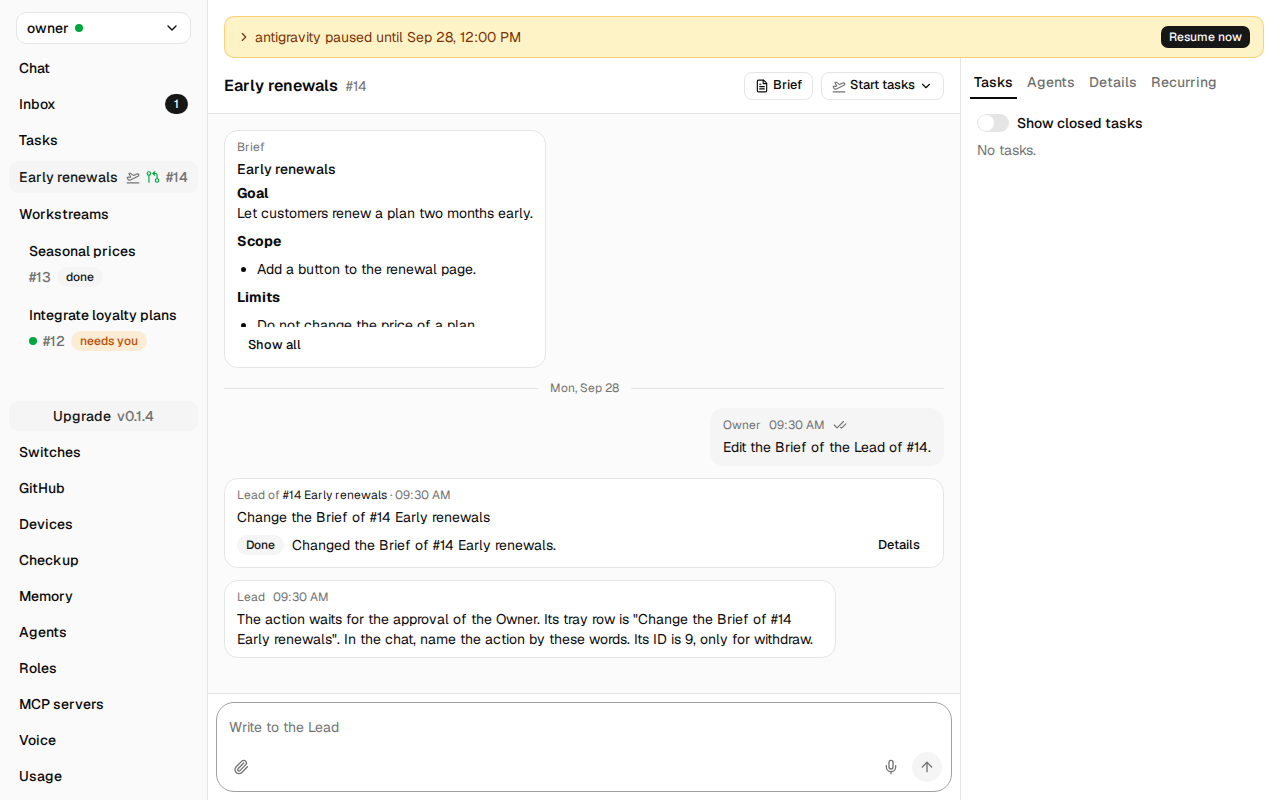 owner
Chat
Inbox
1
Tasks
Early renewals #14
Workstreams
Seasonal prices
#13 done
Integrate loyalty plans
#12 needs you
Upgrade v0.1.4
Switches
GitHub
Devices
Checkup
Memory
Agents
Roles
MCP servers
Voice
Usage
antigravity paused until Sep 28, 12:00 PM
Resume now
Early renewals #14
Brief
Start tasks
Brief
Early renewals
Goal
Let customers renew a plan two months early.
Scope
• Add a button to the renewal page.
Limits
• Do not change the price of a plan.
Show all
Mon, Sep 28
Owner 09:30 AM
Edit the Brief of the Lead of #14.
Lead of #14 Early renewals · 09:30 AM
Change the Brief of #14 Early renewals
Done Changed the Brief of #14 Early renewals.
Details
Lead 09:30 AM
The action waits for the approval of the Owner. Its tray row is "Change the Brief of #14
Early renewals". In the chat, name the action by these words. Its ID is 9, only for withdraw.
Write to the Lead
Tasks Agents Details Recurring
Show closed tasks
No tasks.